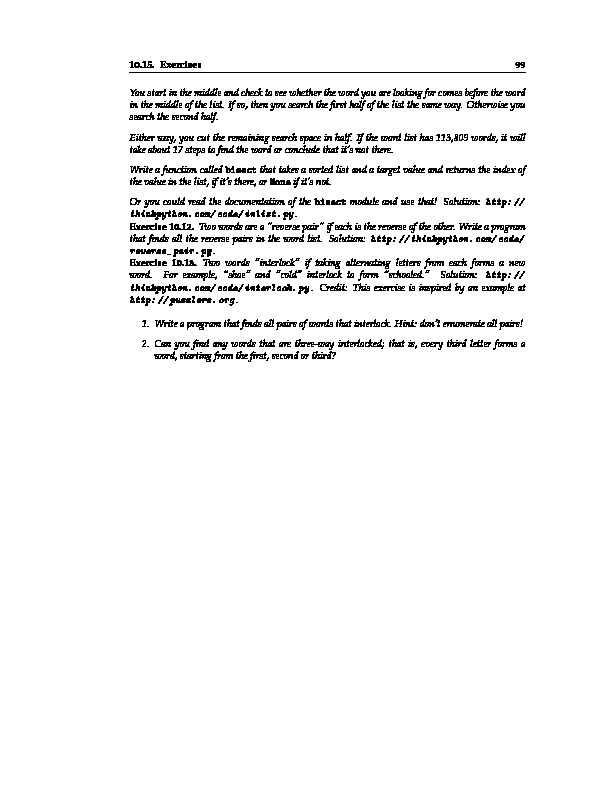 10.15. Exercises 99
You start in the middle and check to see whether the word you are looking for comes before the word
in the middle of the list. If so, then you search the first half of the list the same way. Otherwise you
search the second half.
Either way, you cut the remaining search space in half. If the word list has 113,809 words, it will
take about 17 steps to find the word or conclude that it's not there.
Write a function called bisect that takes a sorted list and a target value and returns the index of
the value in the list, if it's there, or None if it's not.
Or you could read the documentation of the bisect module and use that! Solution: http://
thinkpython.com/code/inlist.py.
Exercise 10.12. Two words are a “reverse pair” if each is the reverse of the other. Write a program
that finds all the reverse pairs in the word list. Solution: http://thinkpython.com/code/
reverse_pair.py.
Exercise 10.13. Two words “interlock” if taking alternating letters from each forms a new
word. For example, “shoe” and “cold” interlock to form “schooled.” Solution: http://
thinkpython.com/code/interlock.py. Credit: This exercise is inspired by an example at
http://puzzlers.org.
1. Write a program that finds all pairs of words that interlock. Hint: don't enumerate all pairs!
2. Can you find any words that are three-way interlocked; that is, every third letter forms a
word, starting from the first, second or third?